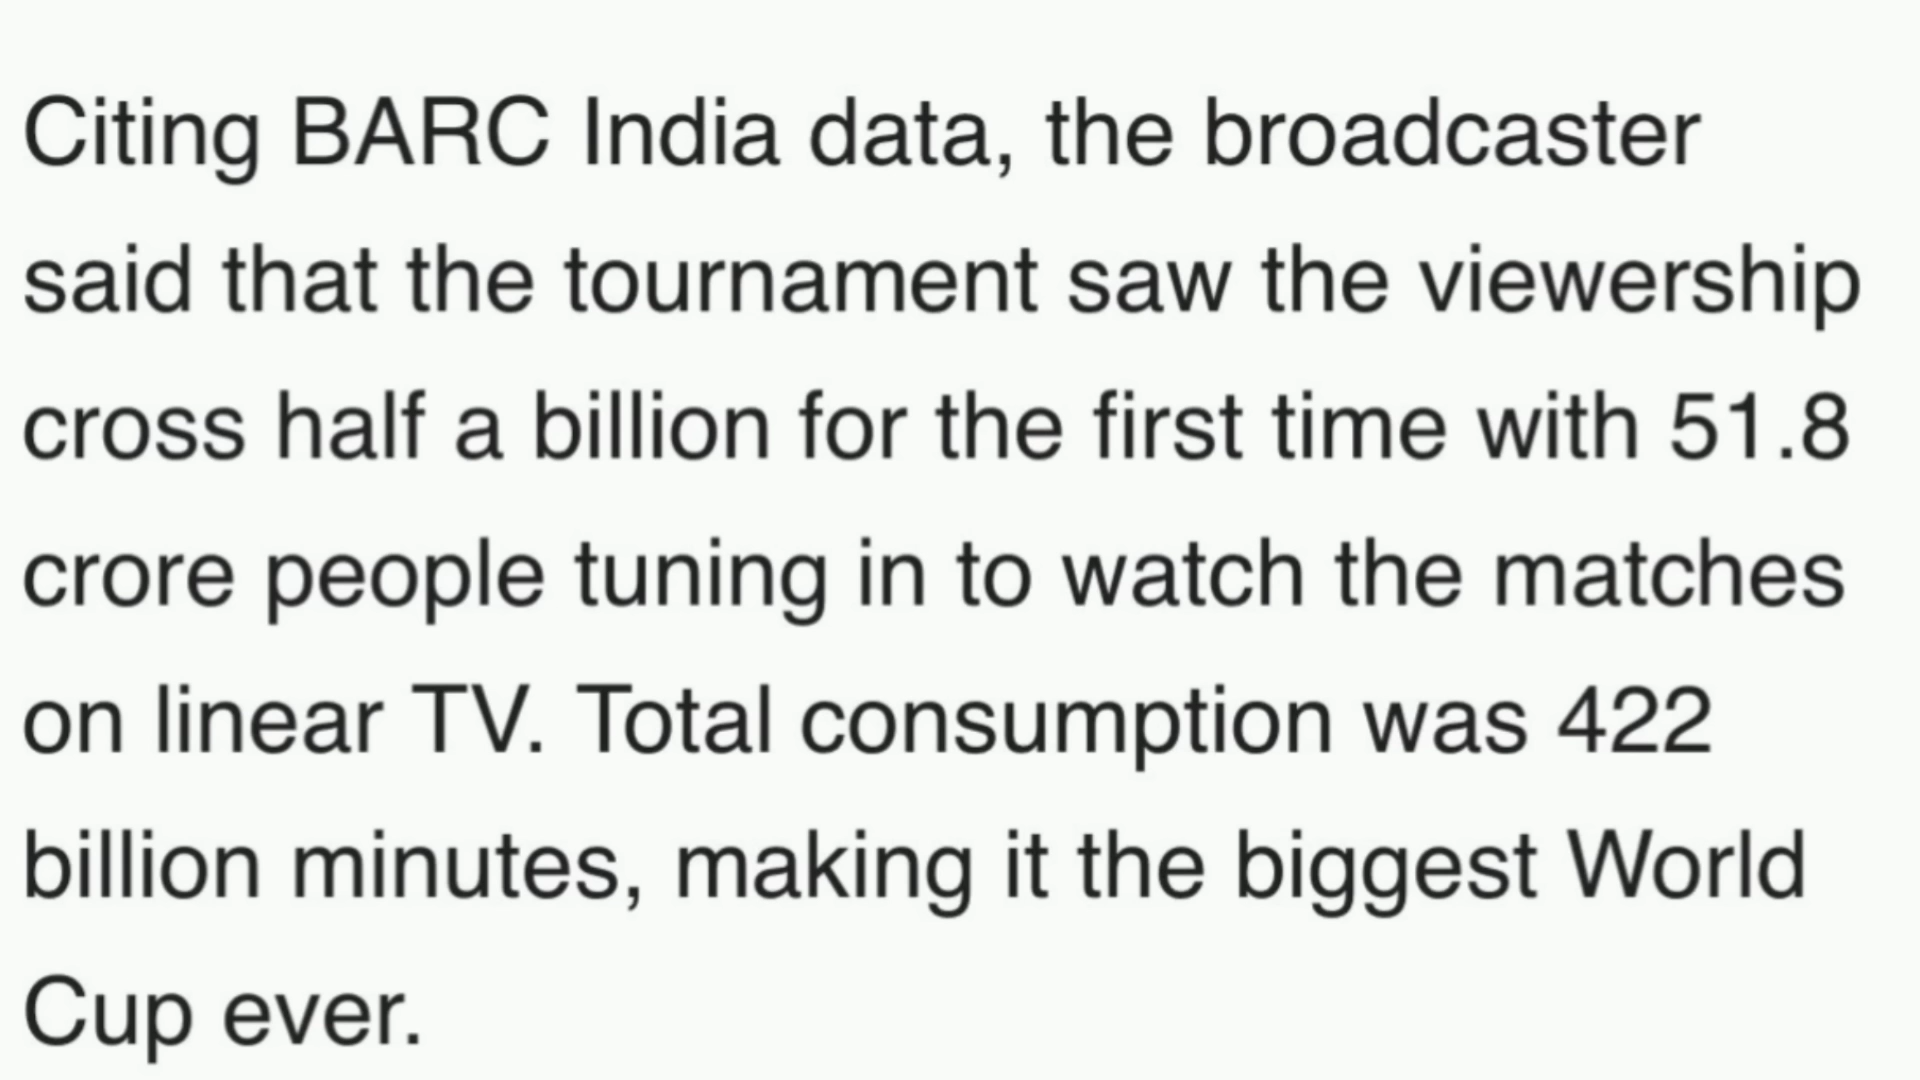 Citing BARC India data, the broadcaster
said that the tournament saw the viewership
cross half a billion for the first time with 51.8
crore people tuning in to watch the matches
on linear TV. Total consumption was 422
billion minutes, making it the biggest World
Cup ever.